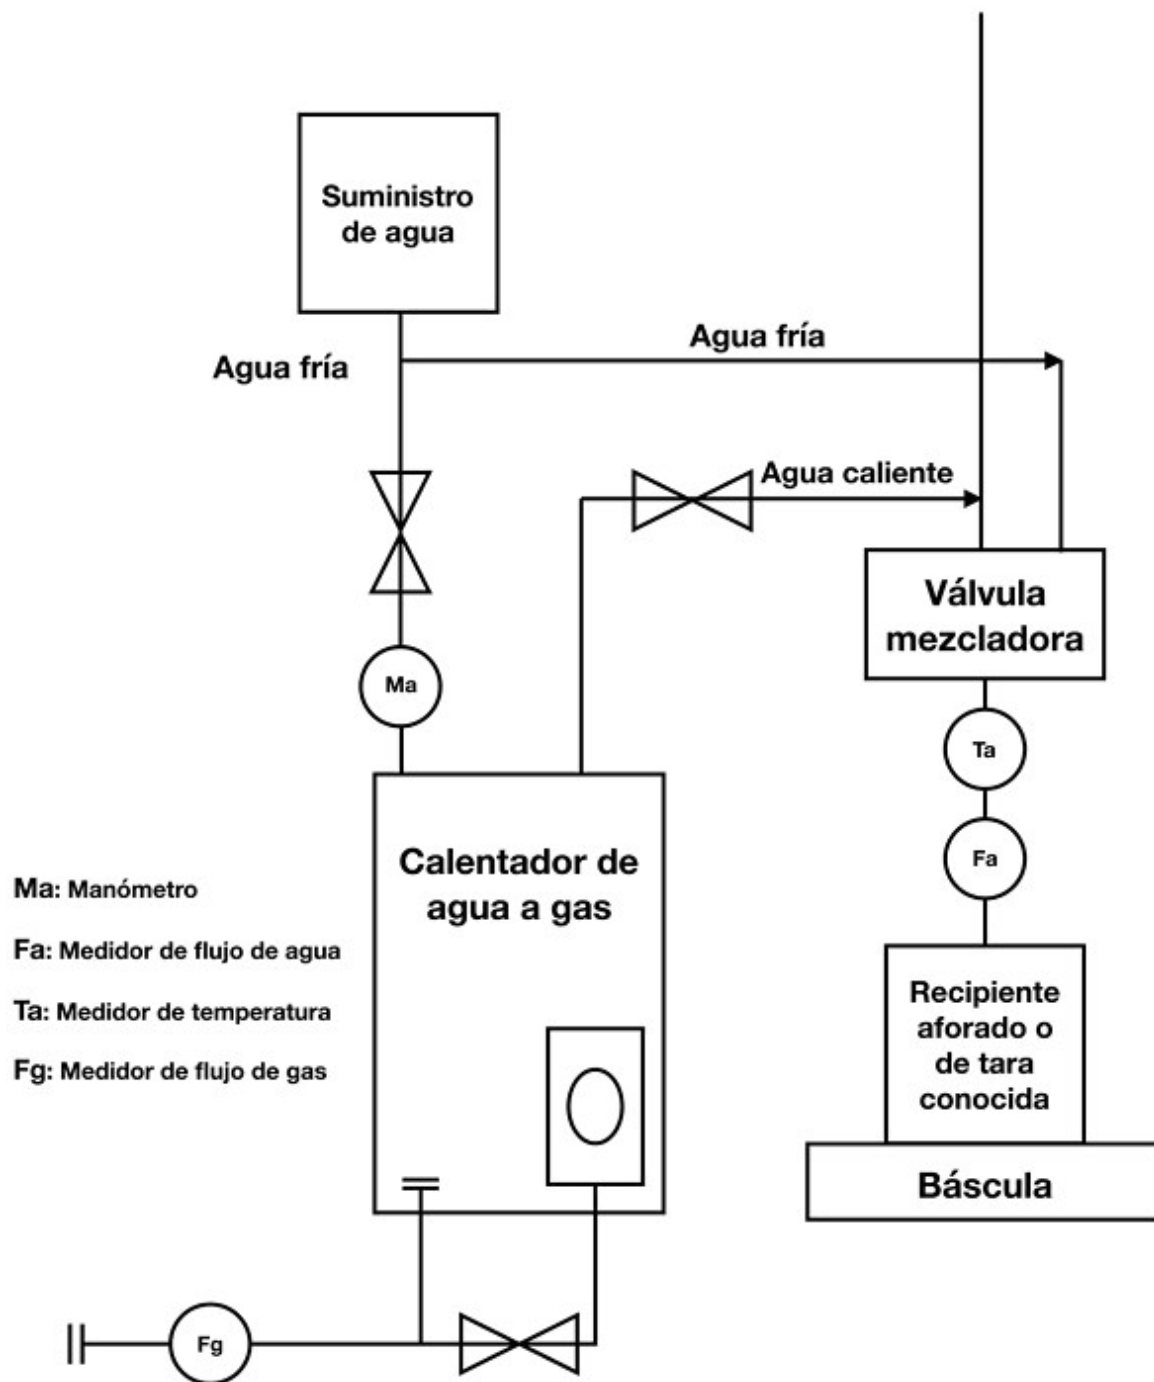 Suministro
de agua
Agua fría
Agua fría
Agua caliente
Válvula
mezcladora
Ma
Ta
Fa
Calentador de
agua a gas
Ma: Manómetro
Fa: Medidor de flujo de agua
Ta: Medidor de temperatura
Fg: Medidor de flujo de gas
Recipiente
aforado o
de tara
conocida
Báscula
Fg